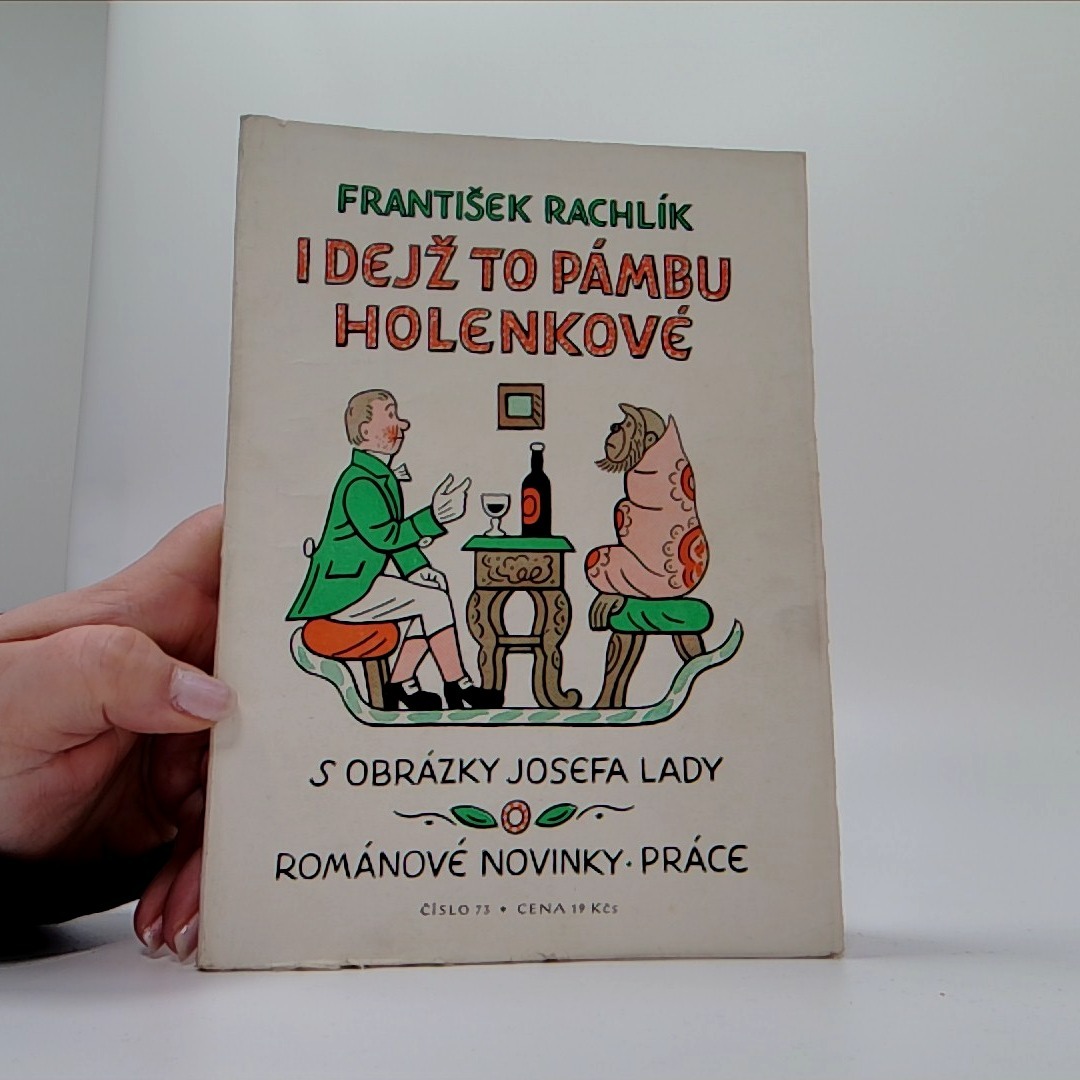 FRANTIŠEK RACHLÍK
I DEJŽ TO PÁMBU
HOLENKOVÉ
S OBRÁZKY JOSEFA LADY
ROMÁNOVÉ NOVINKY · PRÁCE
ČÍSLO 73 • CENA 19 Kčs